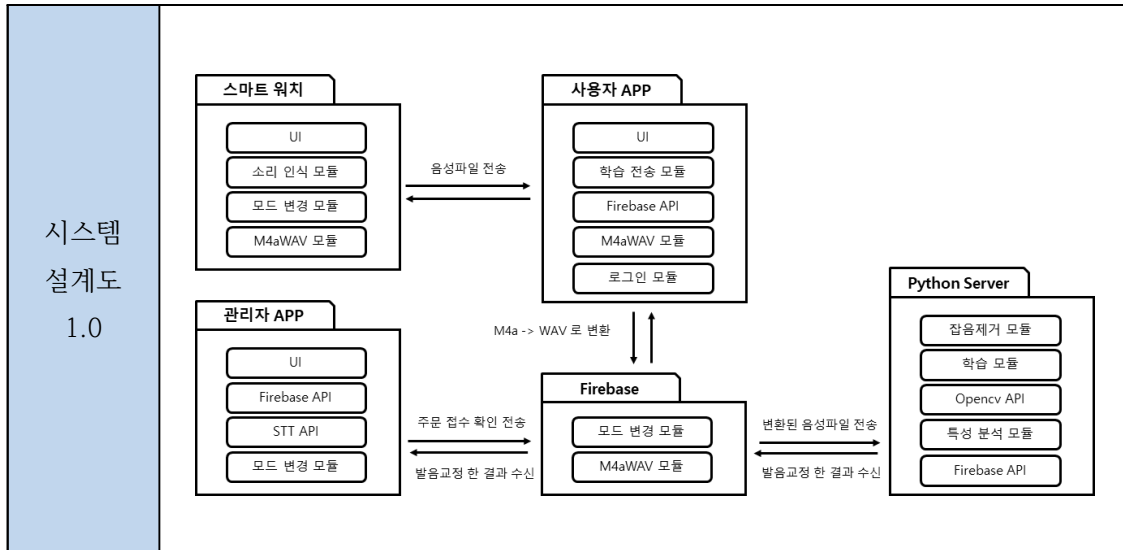 시스템
설계도
1.0
스마트 워치
UI
소리 인식 모듈
모드 변경 모듈
M4aWAV 모듈
음성파일 전송
사용자 APP
UI
학습 전송 모듈
Firebase API
M4aWAV 모듈
로그인 모듈
관리자 APP
UI
Firebase API
STT API
모드 변경 모듈
M4a -> WAV 로 변환
주문 접수 확인 전송
발음교정 한 결과 수신
Firebase
모드 변경 모듈
M4aWAV 모듈
변환된 음성파일 전송
발음교정 한 결과 수신
Python Server
잡음제거 모듈
학습 모듈
Opencv API
특성 분석 모듈
Firebase API